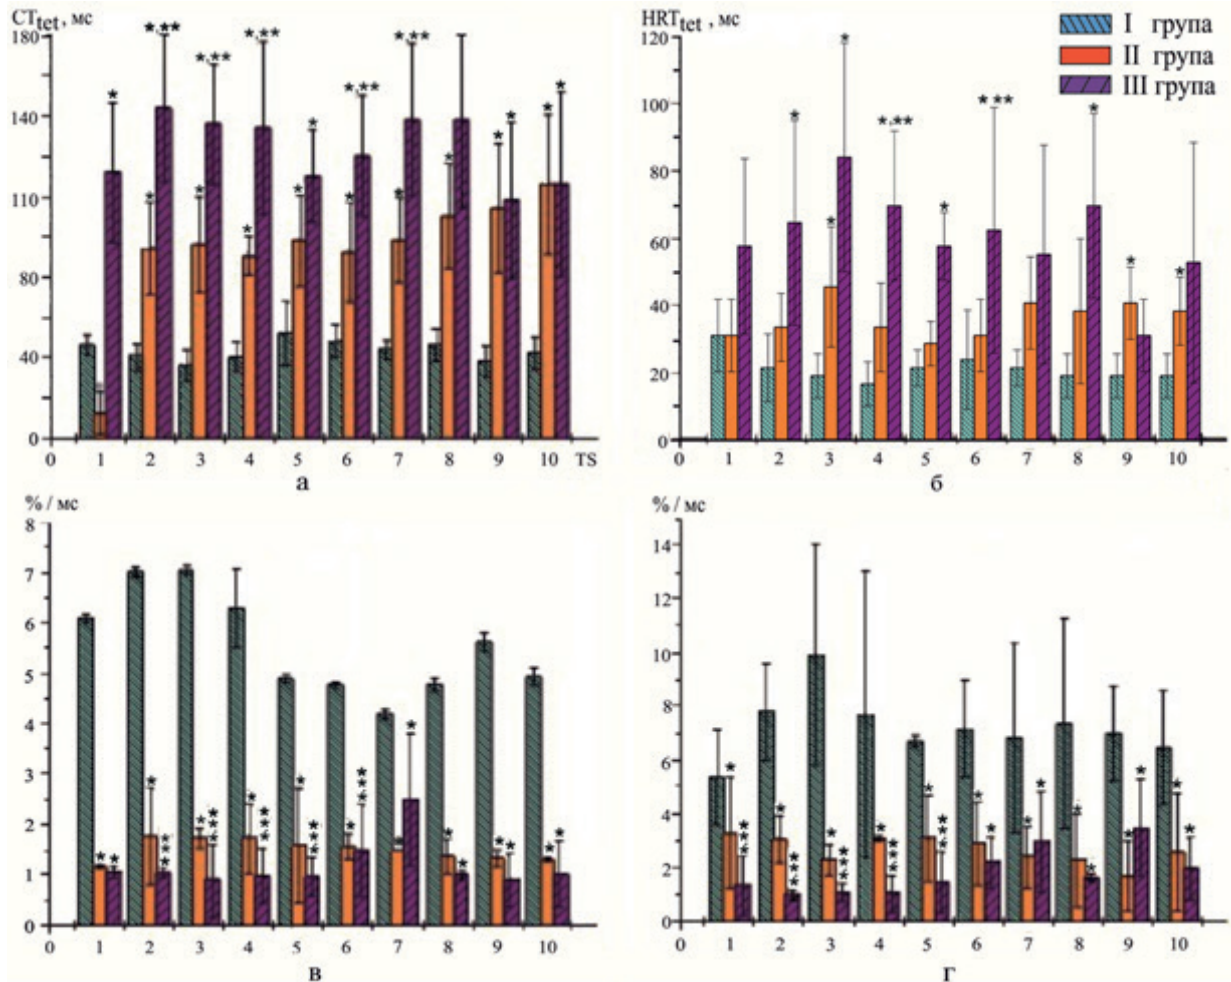 CTtet, мс
180
140
110
80
40
0
* *,** *,** *,** * *,** *,** * *
* * * * * * * * *
0 1 2 3 4 5 6 7 8 9 10 TS
а
HRTtet, мс
I група
II група
III група
120
100
80
60
40
20
0
* *,** * *,** *
* * *
0 1 2 3 4 5 6 7 8 9 10
б
% / мс
8
7
6
5
4
3
2
1
0
0 1 2 3 4 5 6 7 8 9 10
в
% / мс
14
12
10
8
6
4
2
0
0 1 2 3 4 5 6 7 8 9 10
г